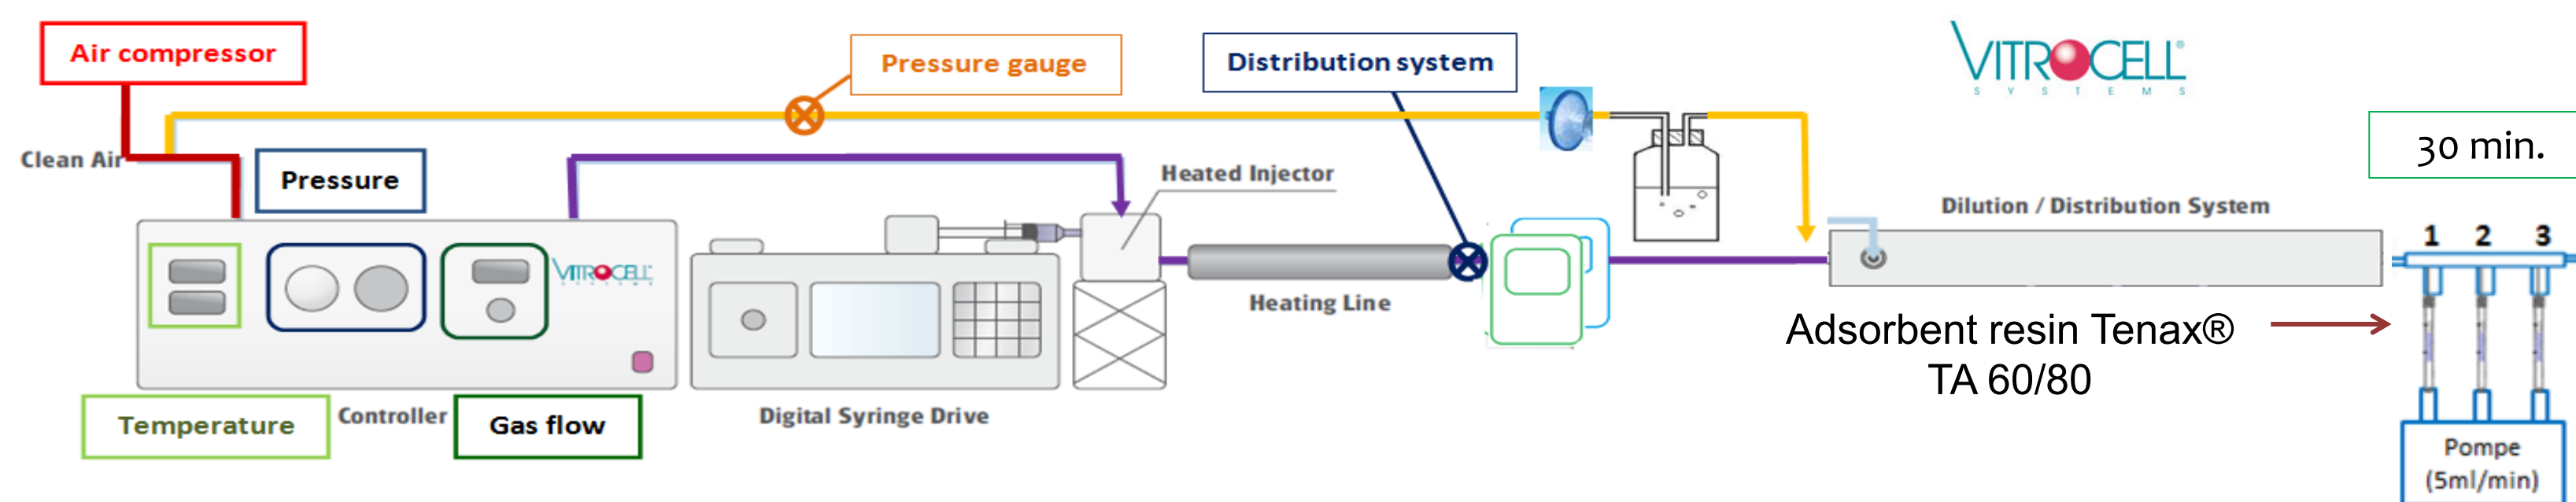 Air compressor
Pressure gauge
Distribution system
VITROCELL®
SYSTEMS
30 min.
Clean Air
Pressure
Heated Injector
Dilution / Distribution System
1 2 3
VITROCELL
SYSTEMS
Heating Line
Adsorbent resin Tenax®
TA 60/80
Temperature
Controller
Gas flow
Digital Syringe Drive
Pompe
(5ml/min)